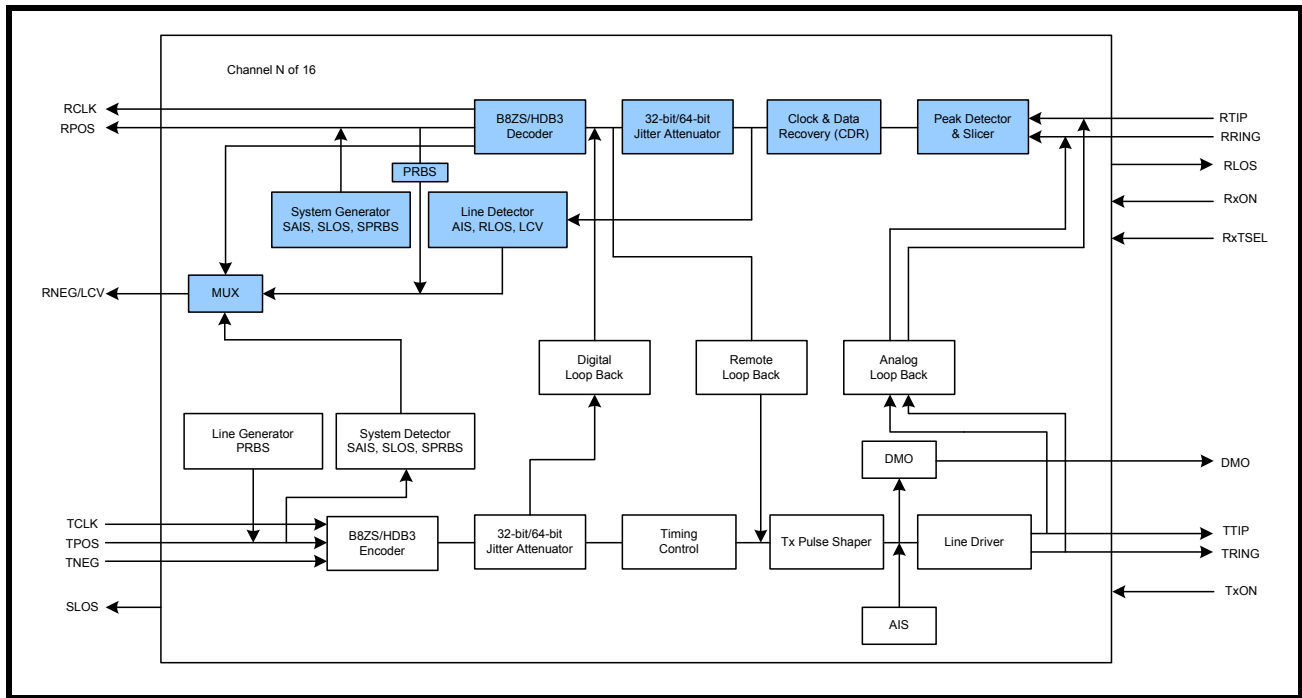 Channel N of 16
RCLK
RPOS
B8ZS/HDB3
Decoder
32-bit/64-bit
Jitter Attenuator
Clock & Data
Recovery (CDR)
Peak Detector
& Slicer
RTIP
RRING
RLOS
PRBS
System Generator
SAIS, SLOS, SPRBS
Line Detector
AIS, RLOS, LCV
RxON
RxTSEL
RNEG/LCV
MUX
Digital
Loop Back
Remote
Loop Back
Analog
Loop Back
Line Generator
PRBS
System Detector
SAIS, SLOS, SPRBS
DMO
DMO
TCLK
TPOS
TNEG
B8ZS/HDB3
Encoder
32-bit/64-bit
Jitter Attenuator
Timing
Control
Tx Pulse Shaper
Line Driver
TTIP
TRING
SLOS
AIS
TxON